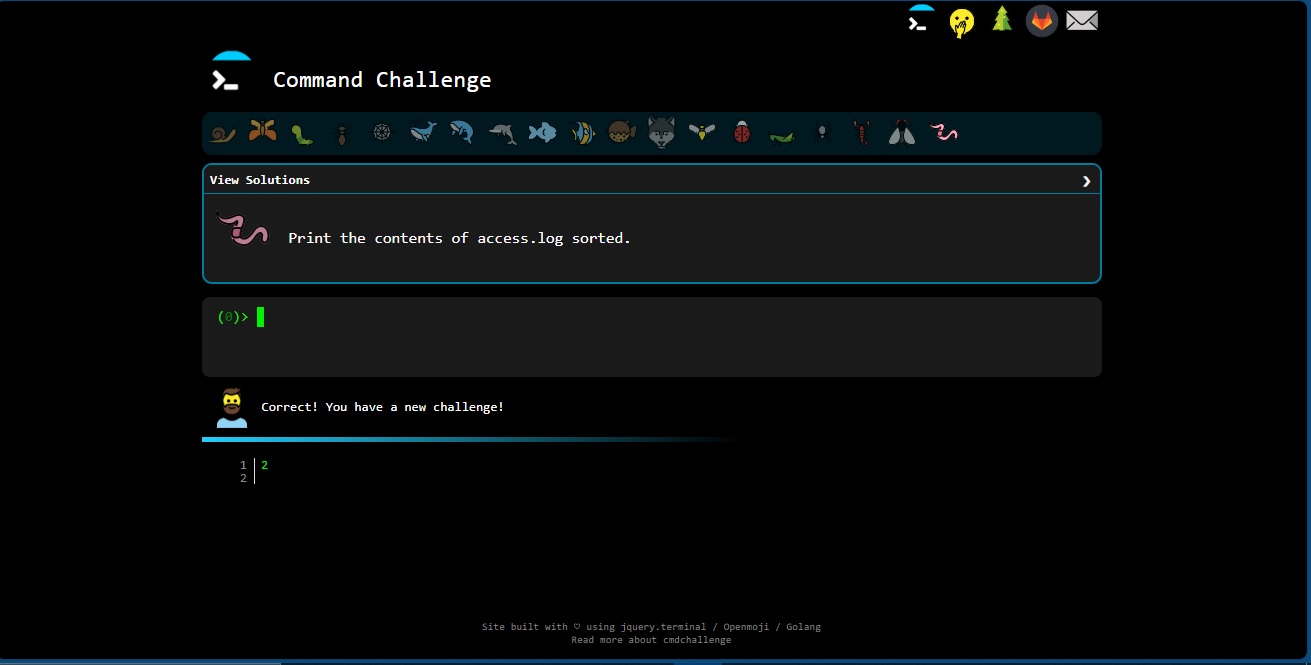 Command Challenge
View Solutions
Print the contents of access.log sorted.
(0)>
Correct! You have a new challenge!
1 2
2
Site built with ♡ using jquery.terminal / Openmoji / Golang
Read more about cmdchallenge